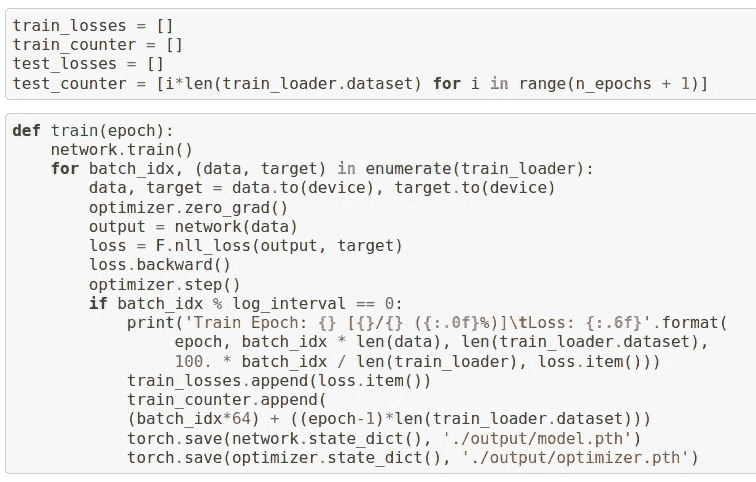 train_losses = []
train_counter = []
test_losses = []
test_counter = [i*len(train_loader.dataset) for i in range(n_epochs + 1)]
def train(epoch):
    network.train()
    for batch_idx, (data, target) in enumerate(train_loader):
        data, target = data.to(device), target.to(device)
        optimizer.zero_grad()
        output = network(data)
        loss = F.nll_loss(output, target)
        loss.backward()
        optimizer.step()
        if batch_idx % log_interval == 0:
            print('Train Epoch: {} [{}/{} ({:.0f}%)]\tLoss: {:.6f}'.format(
                 epoch, batch_idx * len(data), len(train_loader.dataset),
                 100. * batch_idx / len(train_loader), loss.item()))
            train_losses.append(loss.item())
            train_counter.append(
            (batch_idx*64) + ((epoch-1)*len(train_loader.dataset)))
            torch.save(network.state_dict(), './output/model.pth')
            torch.save(optimizer.state_dict(), './output/optimizer.pth')